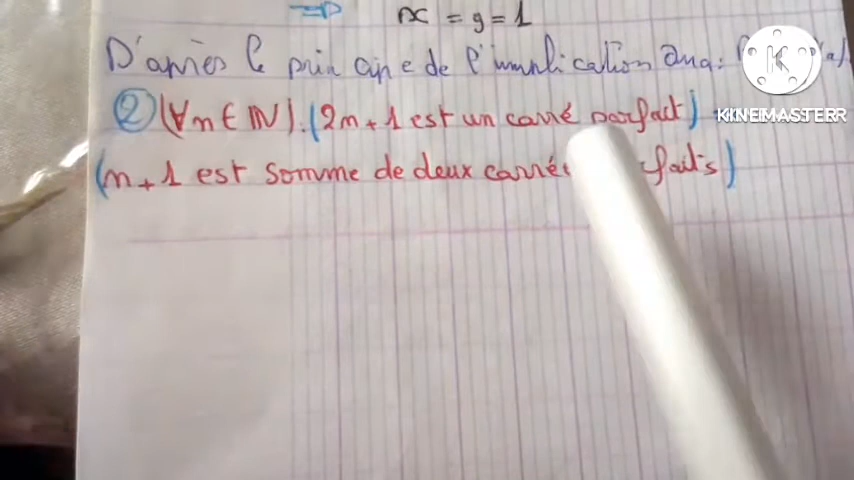 => x = y = 1
D'après le principe de l'implication
② (∀n ∈ ℕ). (2n + 1 est un carré parfait)
(n + 1 est somme de deux carrés
KINEMASTER